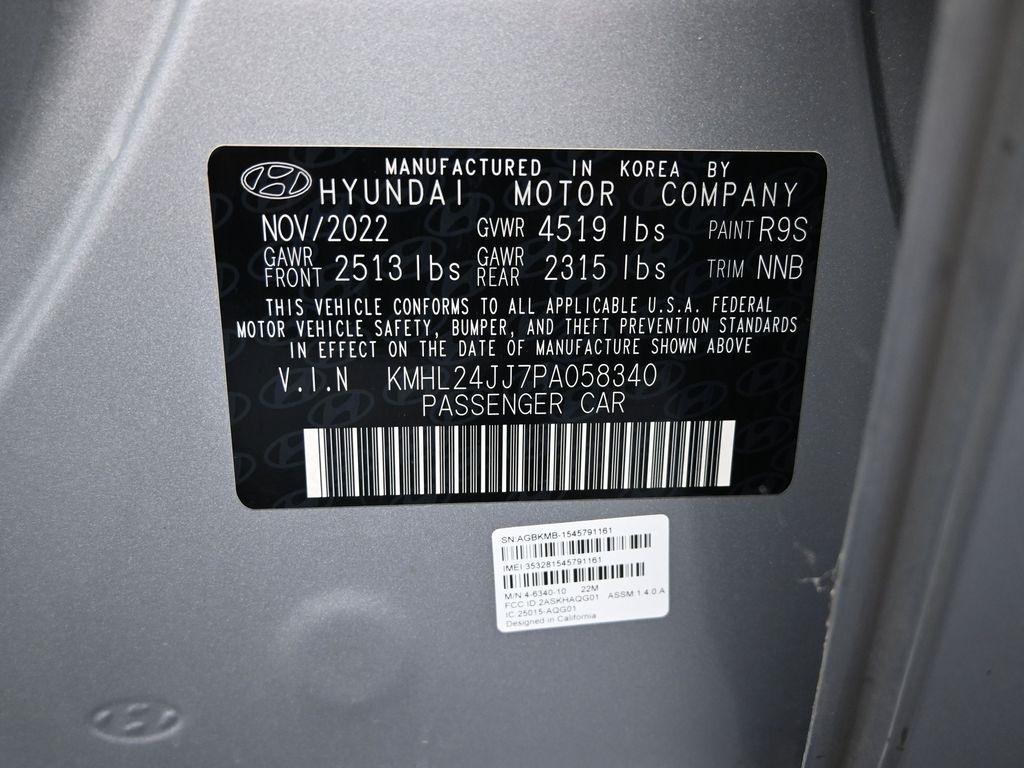 MANUFACTURED IN KOREA BY
HYUNDAI MOTOR COMPANY
NOV/2022 GVWR 4519 lbs PAINT R9S
GAWR FRONT 2513 lbs GAWR REAR 2315 lbs TRIM NNB
THIS VEHICLE CONFORMS TO ALL APPLICABLE U.S.A. FEDERAL
MOTOR VEHICLE SAFETY, BUMPER, AND THEFT PREVENTION STANDARDS
IN EFFECT ON THE DATE OF MANUFACTURE SHOWN ABOVE
V.I.N KMHL24JJ7PA058340
PASSENGER CAR
SN:AGBKMB-1545791161
IMEI 353281545791161
M/N 4-6340-10 22M
FCC ID:2ASKHAQG01 ASSM:1.4.0.A
IC:25015-AQG01
Designed in California